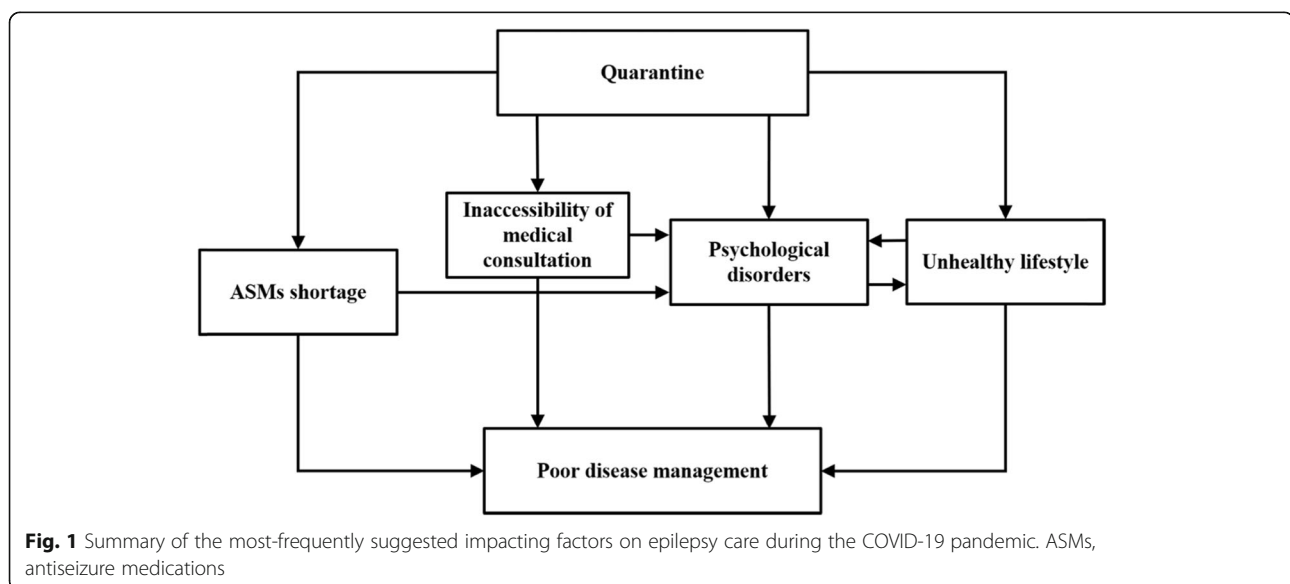 Quarantine
Inaccessibility of
medical
consultation
Psychological
disorders
Unhealthy lifestyle
ASMs shortage
Poor disease management
Fig. 1 Summary of the most-frequently suggested impacting factors on epilepsy care during the COVID-19 pandemic. ASMs,
antiseizure medications